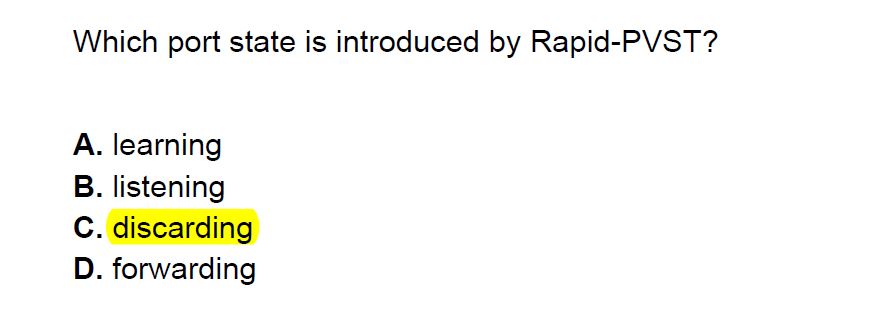 Which port state is introduced by Rapid-PVST?
A. learning
B. listening
C. discarding
D. forwarding